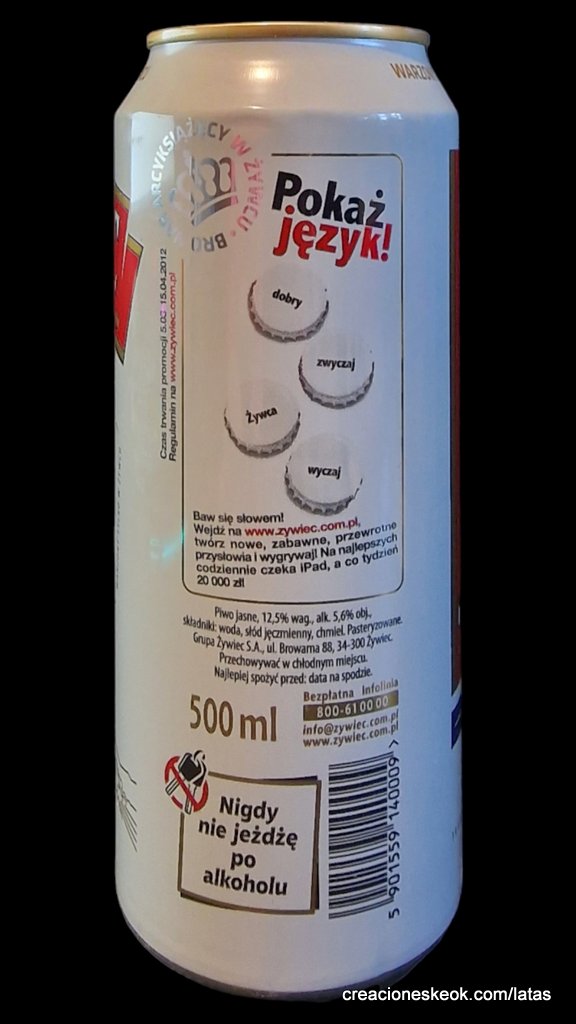 WARZO
BRO ARCYKSIĄŻĘCY W ŻYWCU
Pokaż
język!
Czas trwania promocji 5.03 15.04.2012
Regulamin na www.zywiec.com.pl
dobry
zwyczaj
Żywca
wyczaj
Baw się słowem!
Wejdź na www.zywiec.com.pl,
twórz nowe, zabawne, przewrotne
przysłowia i wygrywaj! Na najlepszych
codziennie czeka iPad, a co tydzień
20 000 zł!
Piwo jasne, 12,5% wag., alk. 5,6% obj.,
składniki: woda, słód jęczmienny, chmiel. Pasteryzowane.
Grupa Żywiec S.A., ul. Browarna 88, 34-300 Żywiec.
Przechowywać w chłodnym miejscu.
Najlepiej spożyć przed: data na spodzie.
500 ml
Bezpłatna Infolinia
800-61 00 00
info@zywiec.com.pl
www.zywiec.com.pl
Nigdy
nie jeżdżę
po
alkoholu
5 901559 140009 >
creacioneskeok.com/latas